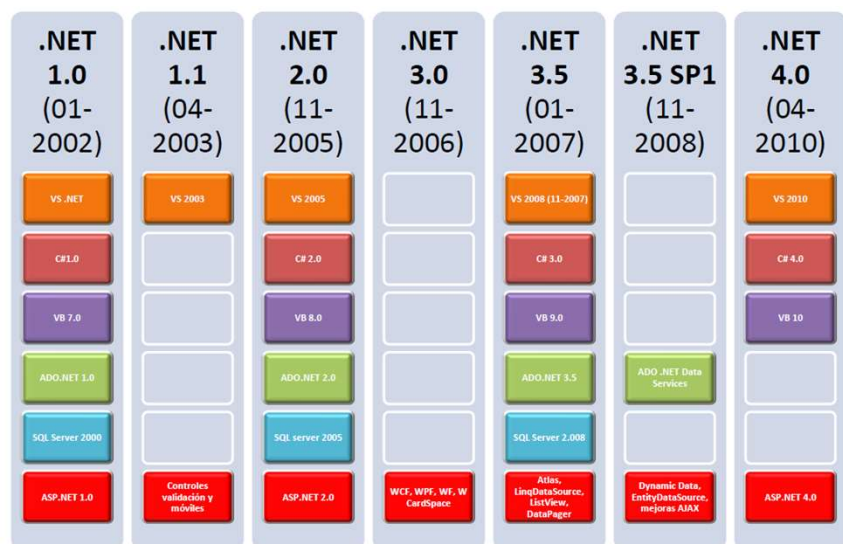 .NET
1.0
(01-
2002)
VS .NET
C#1.0
VB 7.0
ADO.NET 1.0
SQL Server 2000
ASP.NET 1.0
.NET
1.1
(04-
2003)
VS 2003
Controles
validación y
móviles
.NET
2.0
(11-
2005)
VS 2005
C# 2.0
VB 8.0
ADO.NET 2.0
SQL server 2005
ASP.NET 2.0
.NET
3.0
(11-
2006)
WCF, WPF, WF, W
CardSpace
.NET
3.5
(01-
2007)
VS 2008 (11-2007)
C# 3.0
VB 9.0
ADO.NET 3.5
SQL Server 2.008
Atlas,
LinqDataSource,
ListView,
DataPager
.NET
3.5 SP1
(11-
2008)
ADO .NET Data
Services
Dynamic Data,
EntityDataSource,
mejoras AJAX
.NET
4.0
(04-
2010)
VS 2010
C# 4.0
VB 10
ASP.NET 4.0